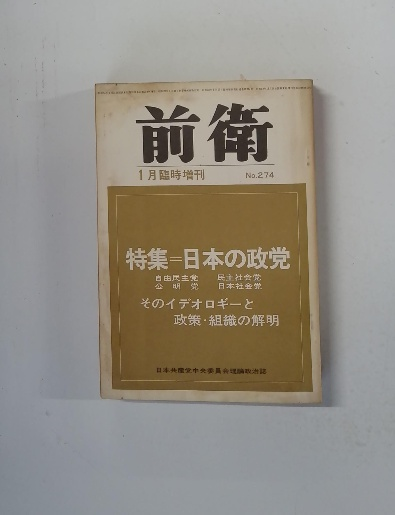 前衛
1月臨時増刊 No.274
特集=日本の政党
自由民主党 民主社会党
公明党 日本社会党
そのイデオロギーと
政策・組織の解明
日本共産党中央委員会理論政治誌